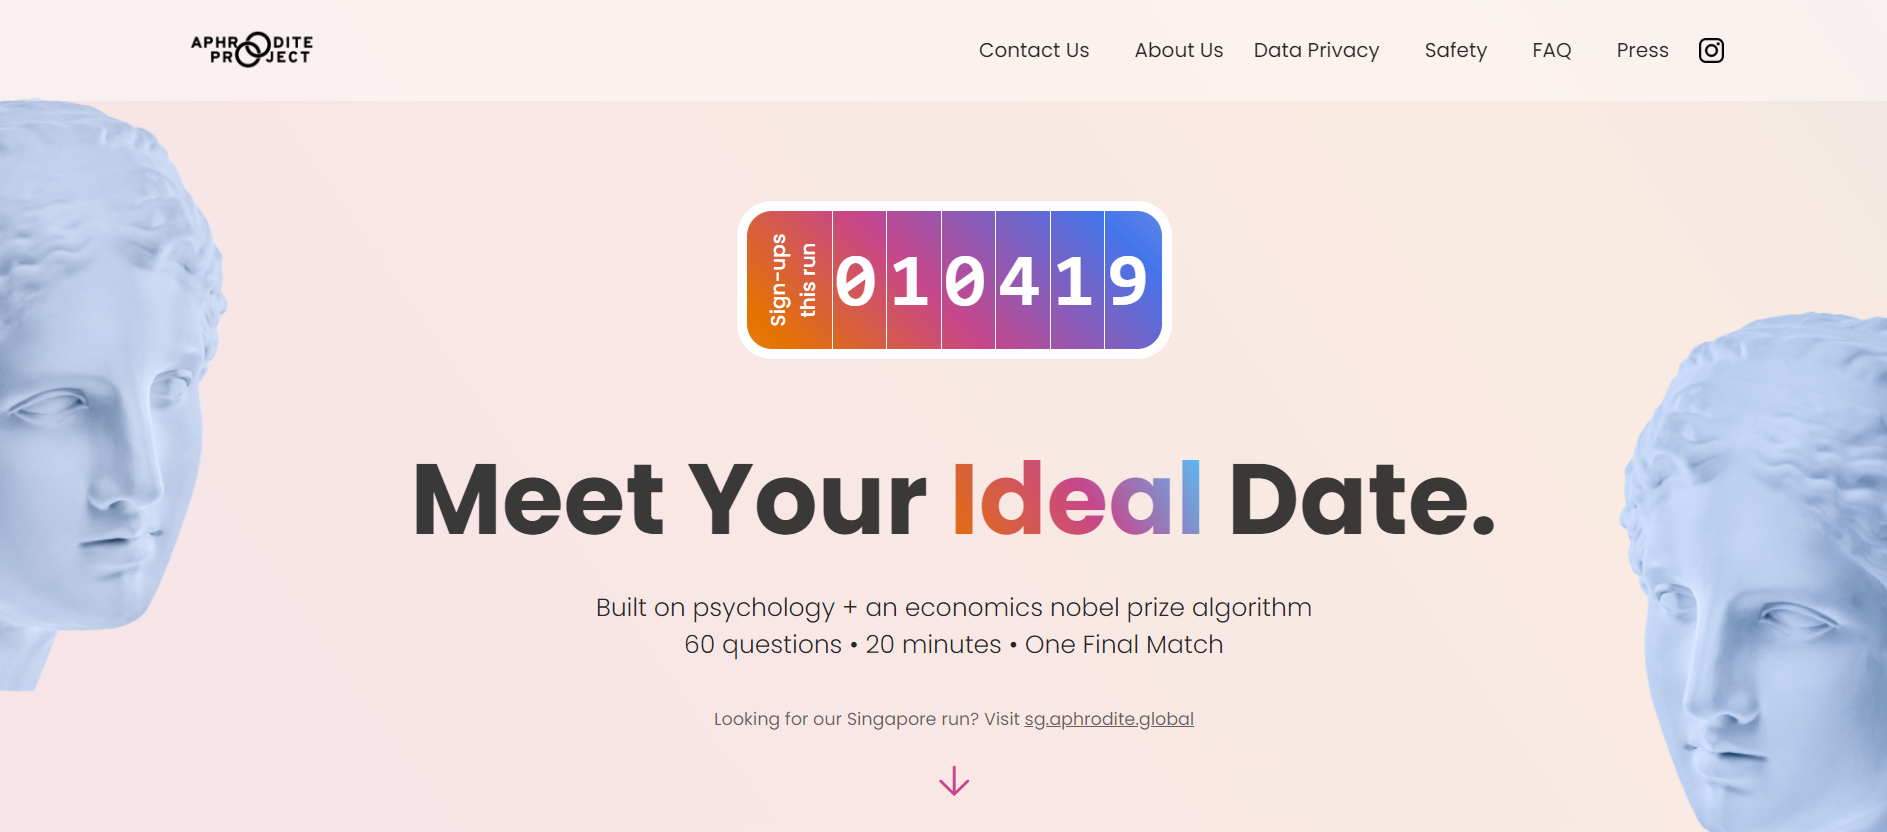 APHRODITE
PROJECT
Contact Us
About Us
Data Privacy
Safety
FAQ
Press
Sign-ups
this run
010419
Meet Your Ideal Date.
Built on psychology + an economics nobel prize algorithm
60 questions • 20 minutes • One Final Match
Looking for our Singapore run? Visit sg.aphrodite.global